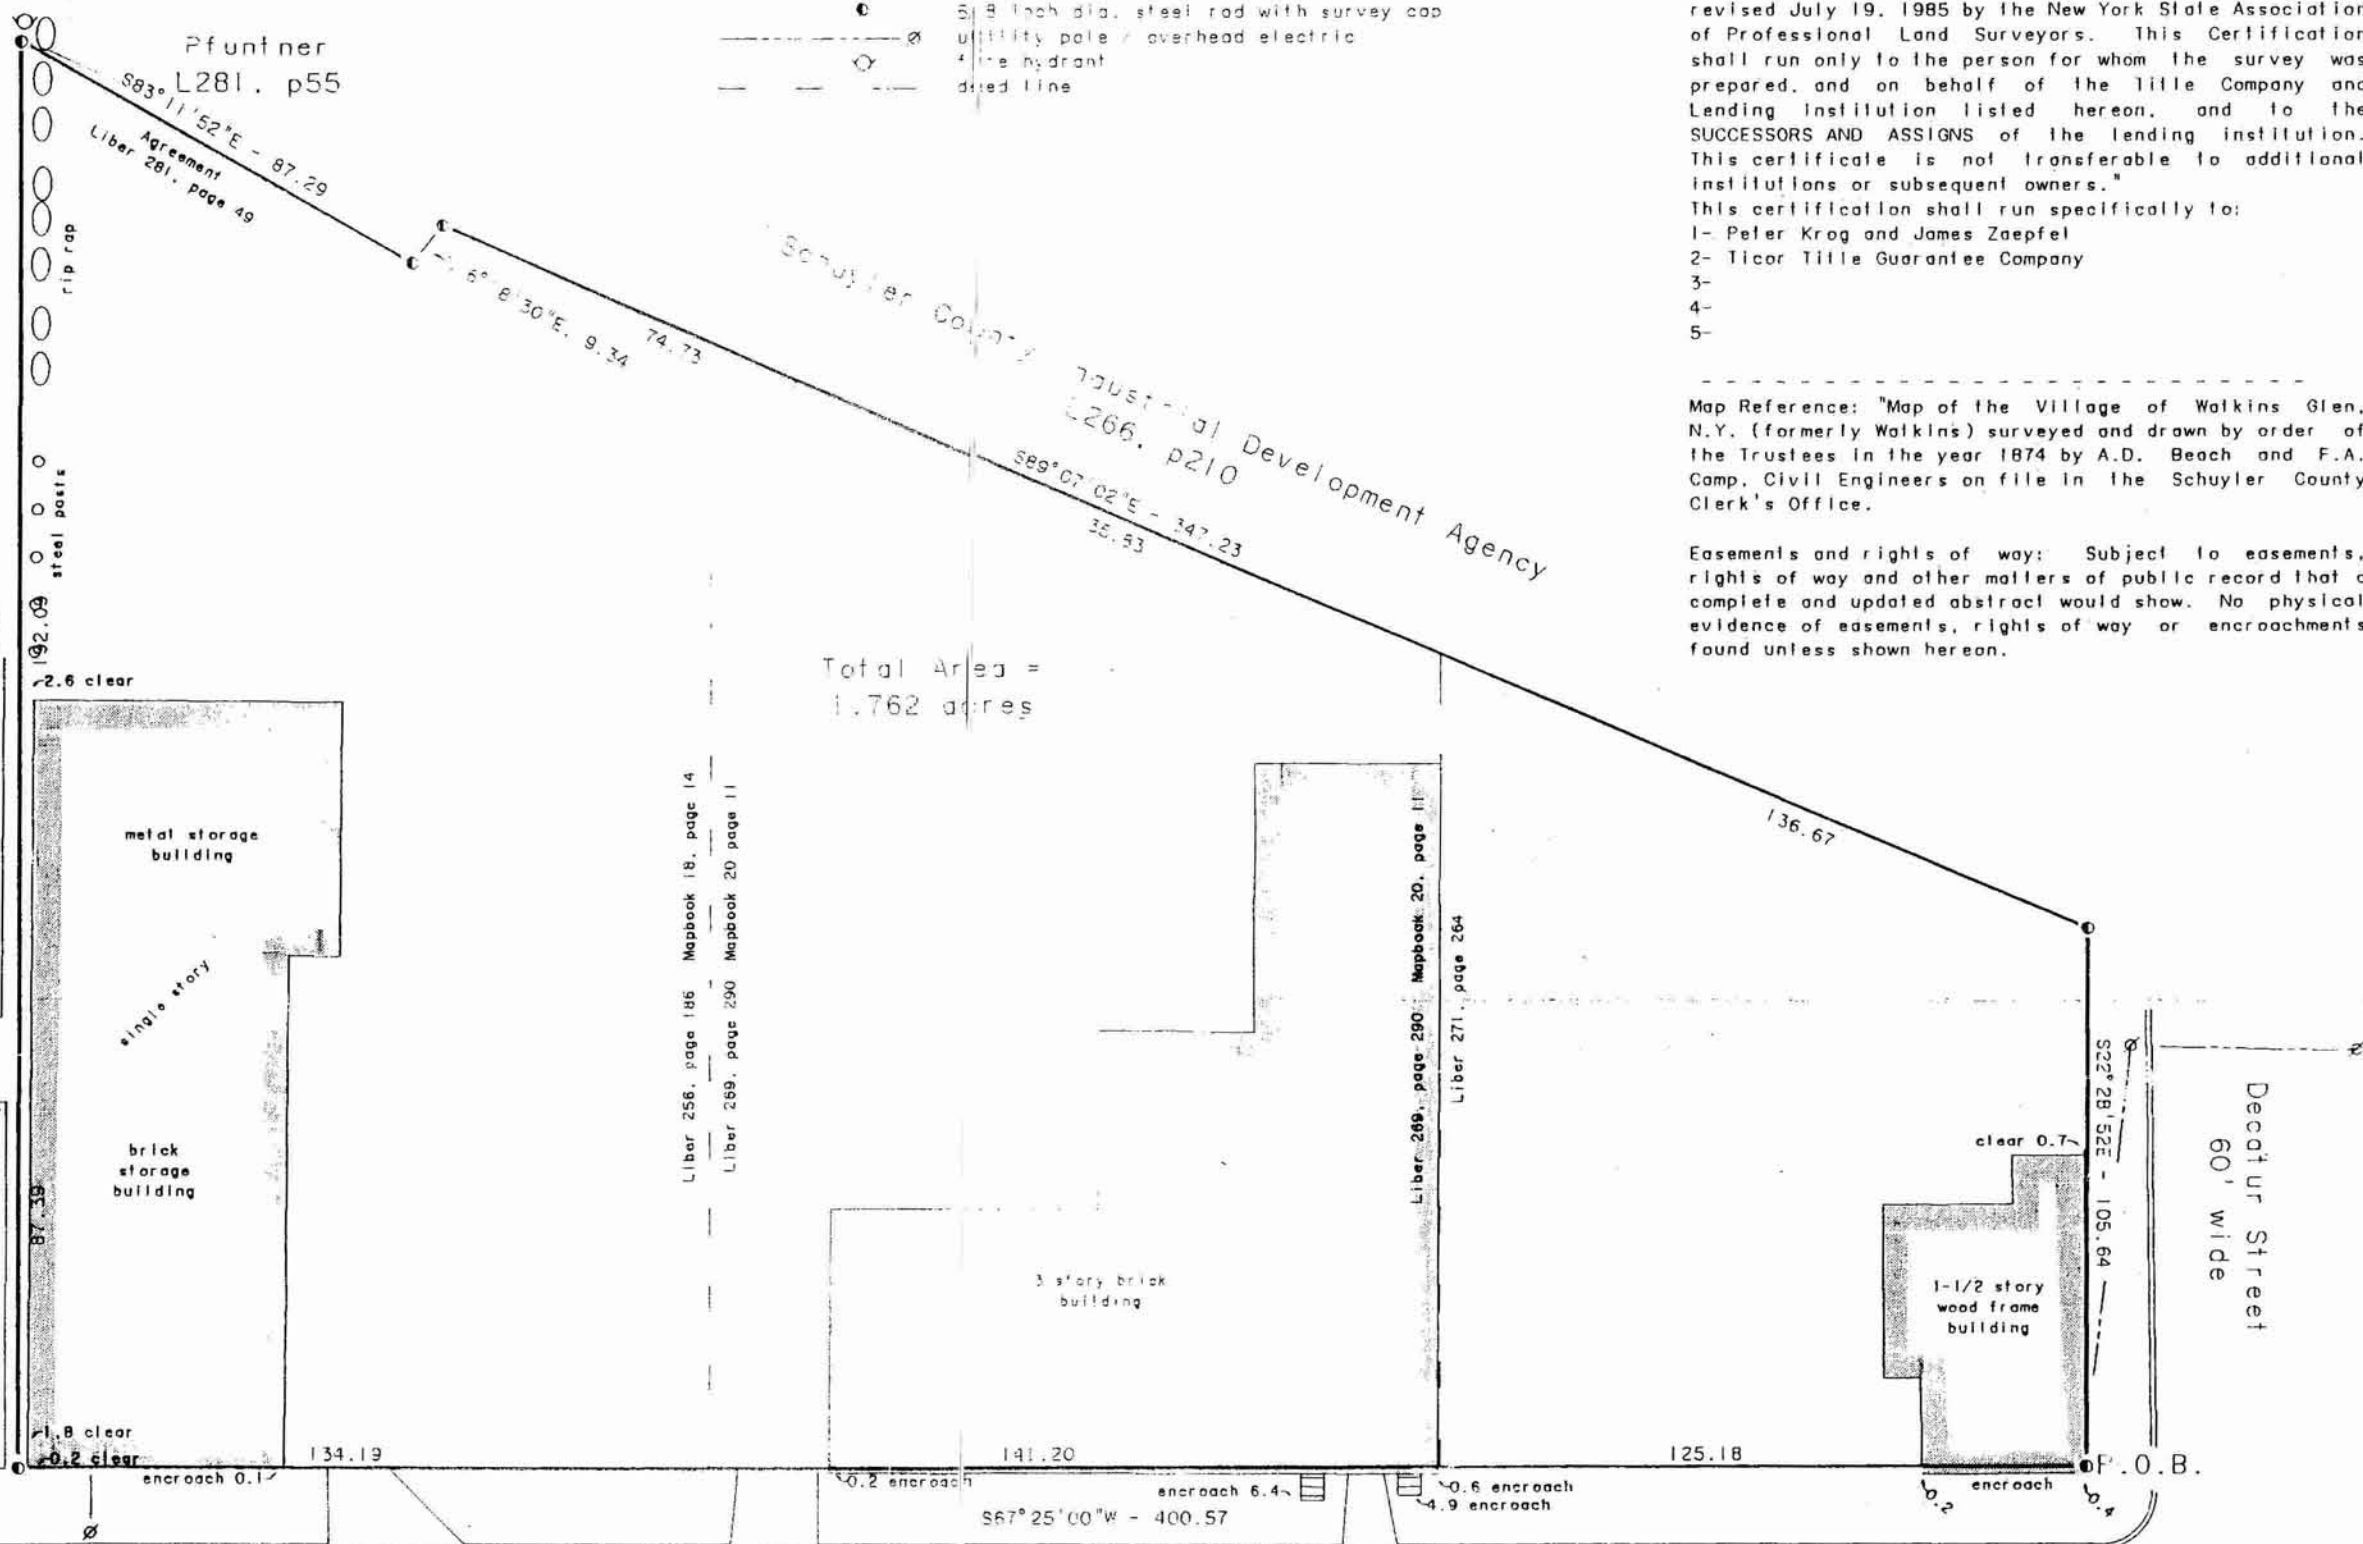 5/8 inch dia. steel rod with survey cap
utility pole / overhead electric
fire hydrant
deed line
revised July 19, 1985 by the New York State Association
of Professional Land Surveyors. This Certification
shall run only to the person for whom the survey was
prepared, and on behalf of the Title Company and
Lending Institution listed hereon, and to the
SUCCESSORS AND ASSIGNS of the lending institution.
This certificate is not transferable to additional
institutions or subsequent owners."
This certification shall run specifically to:
1- Peter Krog and James Zaepfel
2- Ticor Title Guarantee Company
3-
4-
5-
Map Reference: "Map of the Village of Watkins Glen,
N.Y. (formerly Watkins) surveyed and drawn by order of
the Trustees in the year 1874 by A.D. Beach and F.A.
Camp, Civil Engineers on file in the Schuyler County
Clerk's Office.
Easements and rights of way: Subject to easements,
rights of way and other matters of public record that a
complete and updated abstract would show. No physical
evidence of easements, rights of way or encroachments
found unless shown hereon.
Pfuntner
L281, p55
S83°11'52"E - 87.29
Agreement
Liber 281, page 49
rip rap
steel posts
192.09
6°8'30"E, 9.34
74.73
Schuyler County Industrial Development Agency
L266, p210
S89°07'02"E - 347.23
136.67
Total Area =
1.762 acres
2.6 clear
metal storage
building
single story
brick
storage
building
87.39
1.8 clear
0.2 clear
encroach 0.1
134.19
Liber 256, page 186 Mapbook 18, page 14
Liber 269, page 290 Mapbook 20 page 11
3 story brick
building
Liber 269, page 290 Mapbook 20, page 11
Liber 271, page 264
141.20
0.2 encroach
encroach 6.4
0.6 encroach
4.9 encroach
S67°25'00"W - 400.57
125.18
clear 0.7
1-1/2 story
wood frame
building
S22°28'52E - 105.64
Decatur Street
60' wide
P.O.B.
0.2
encroach
0.4